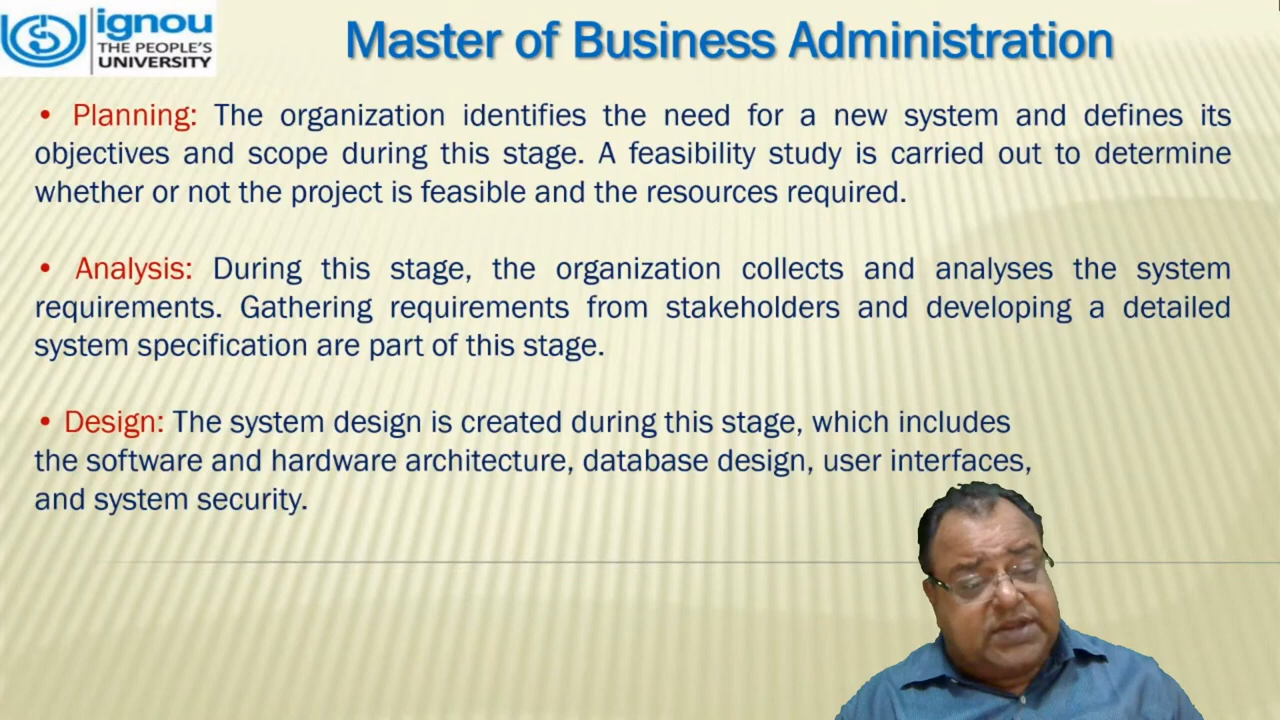 ignou
THE PEOPLE'S
UNIVERSITY
Master of Business Administration
• Planning: The organization identifies the need for a new system and defines its
objectives and scope during this stage. A feasibility study is carried out to determine
whether or not the project is feasible and the resources required.
• Analysis: During this stage, the organization collects and analyses the system
requirements. Gathering requirements from stakeholders and developing a detailed
system specification are part of this stage.
• Design: The system design is created during this stage, which includes
the software and hardware architecture, database design, user interfaces,
and system security.